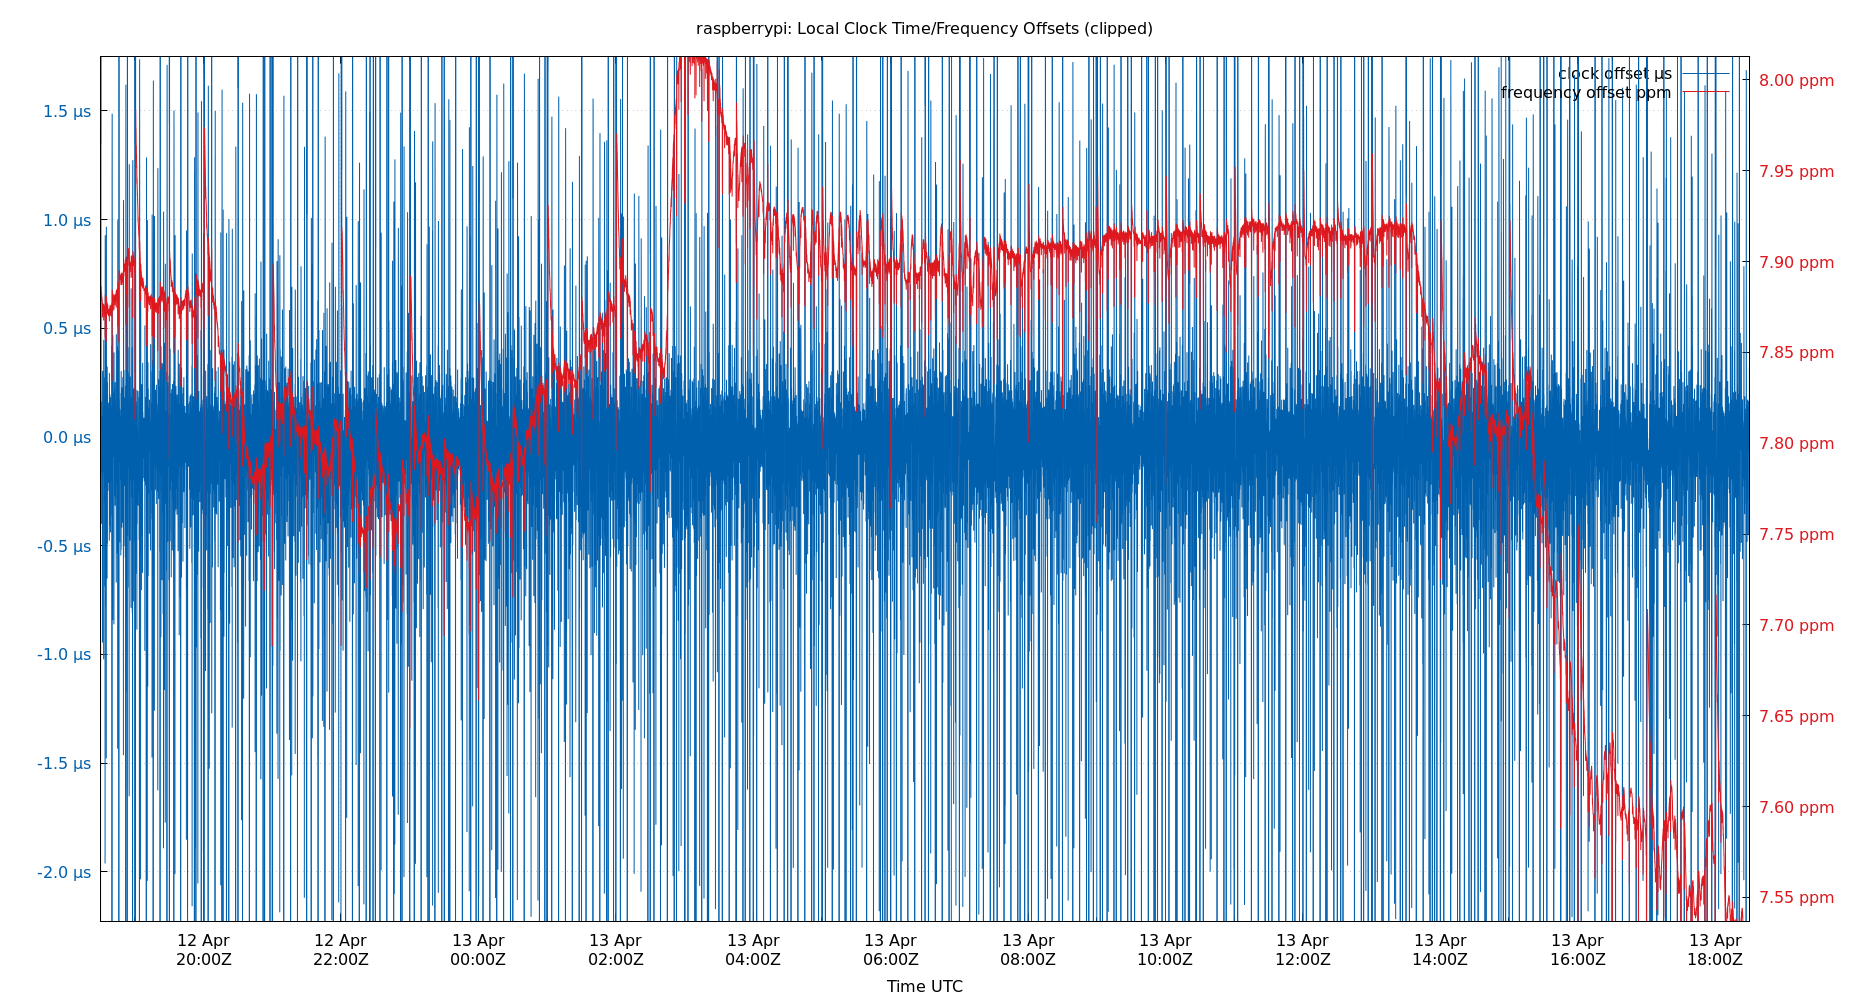 raspberrypi: Local Clock Time/Frequency Offsets (clipped)
clock offset µs
frequency offset ppm
1.5 µs
1.0 µs
0.5 µs
0.0 µs
-0.5 µs
-1.0 µs
-1.5 µs
-2.0 µs
8.00 ppm
7.95 ppm
7.90 ppm
7.85 ppm
7.80 ppm
7.75 ppm
7.70 ppm
7.65 ppm
7.60 ppm
7.55 ppm
12 Apr
20:00Z
12 Apr
22:00Z
13 Apr
00:00Z
13 Apr
02:00Z
13 Apr
04:00Z
13 Apr
06:00Z
13 Apr
08:00Z
13 Apr
10:00Z
13 Apr
12:00Z
13 Apr
14:00Z
13 Apr
16:00Z
13 Apr
18:00Z
Time UTC